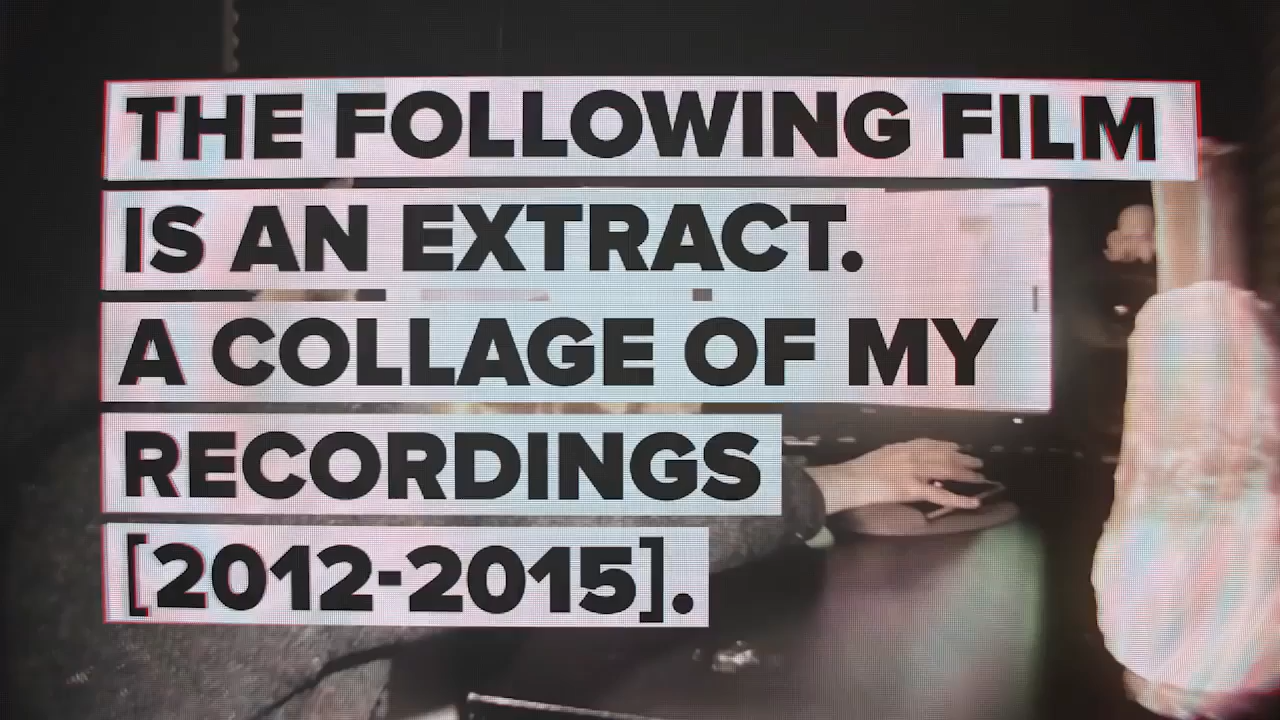 THE FOLLOWING FILM
IS AN EXTRACT.
A COLLAGE OF MY
RECORDINGS
[2012-2015].